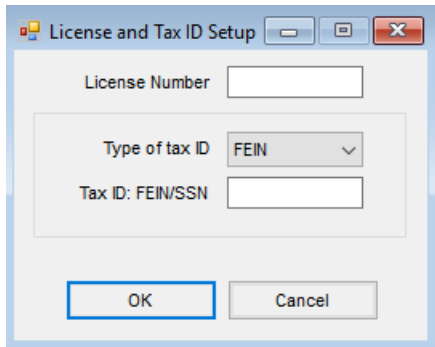 License and Tax ID Setup
License Number
Type of tax ID FEIN
Tax ID: FEIN/SSN
OK Cancel